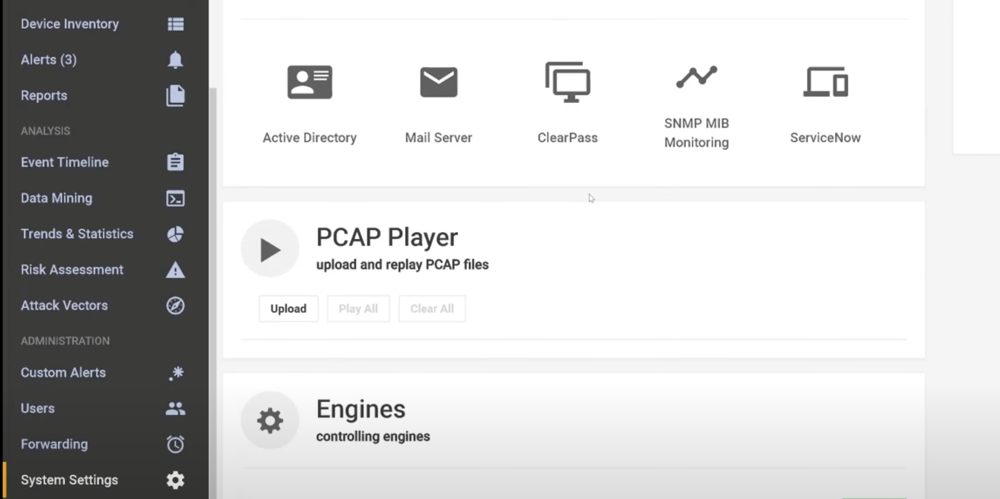 Device Inventory
Alerts (3)
Reports
ANALYSIS
Event Timeline
Data Mining
Trends & Statistics
Risk Assessment
Attack Vectors
ADMINISTRATION
Custom Alerts
Users
Forwarding
System Settings
Active Directory
Mail Server
ClearPass
SNMP MIB
Monitoring
ServiceNow
PCAP Player
upload and replay PCAP files
Upload
Play All
Clear All
Engines
controlling engines